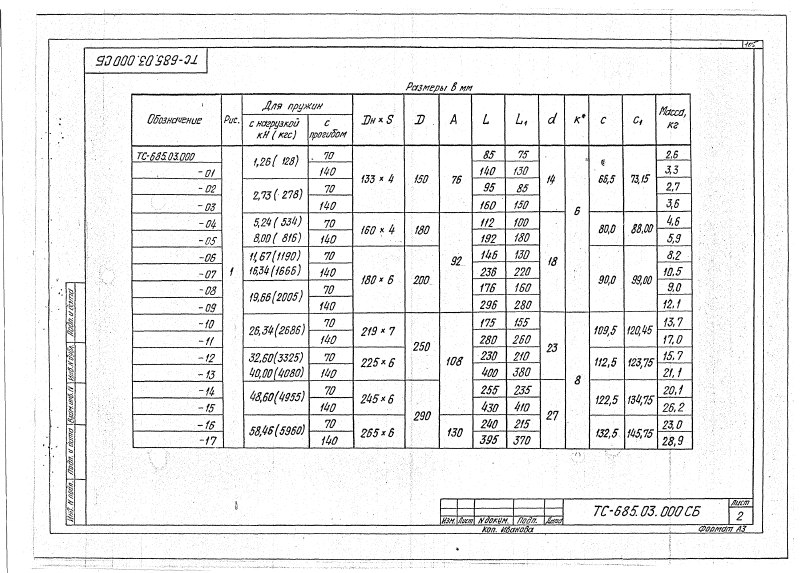 ТС-685.03.000 СБ
Размеры в мм
Обозначение Рис. Для пружин с нагрузкой кН (кгс) с прогибом Dн × S D A L L₁ d к* c c₁ Масса, кг
ТС-685.03.000 1 1,26 (128) 70 133 × 4 150 76 85 75 14 6 66,5 73,15 2,6
-01 140 140 130 3,3
-02 2,73 (278) 70 95 85 2,7
-03 140 160 150 3,6
-04 5,24 (534) 70 160 × 4 180 92 112 100 18 80,0 88,00 4,6
-05 8,00 (816) 140 192 180 5,9
-06 11,67 (1190) 70 180 × 6 200 146 130 90,0 99,00 8,2
-07 16,34 (1666) 140 236 220 10,5
-08 19,66 (2005) 70 176 160 9,0
-09 140 296 280 12,1
-10 26,34 (2686) 70 219 × 7 250 108 175 155 23 8 109,5 120,45 13,7
-11 140 280 260 17,0
-12 32,60 (3325) 70 225 × 6 230 210 112,5 123,75 15,7
-13 40,00 (4080) 140 400 380 21,1
-14 48,60 (4955) 70 245 × 6 290 255 235 27 122,5 134,75 20,1
-15 140 430 410 26,2
-16 58,46 (5960) 70 265 × 6 130 240 215 132,5 145,75 23,0
-17 140 395 370 28,9
Подп. и дата
Инв. N дубл.
Взам. инв. N
Подп. и дата
Инв. N подл.
Изм. Лист N докум. Подп. Дата
ТС-685.03.000 СБ
Лист
2
Коп. Иванова
Формат А3